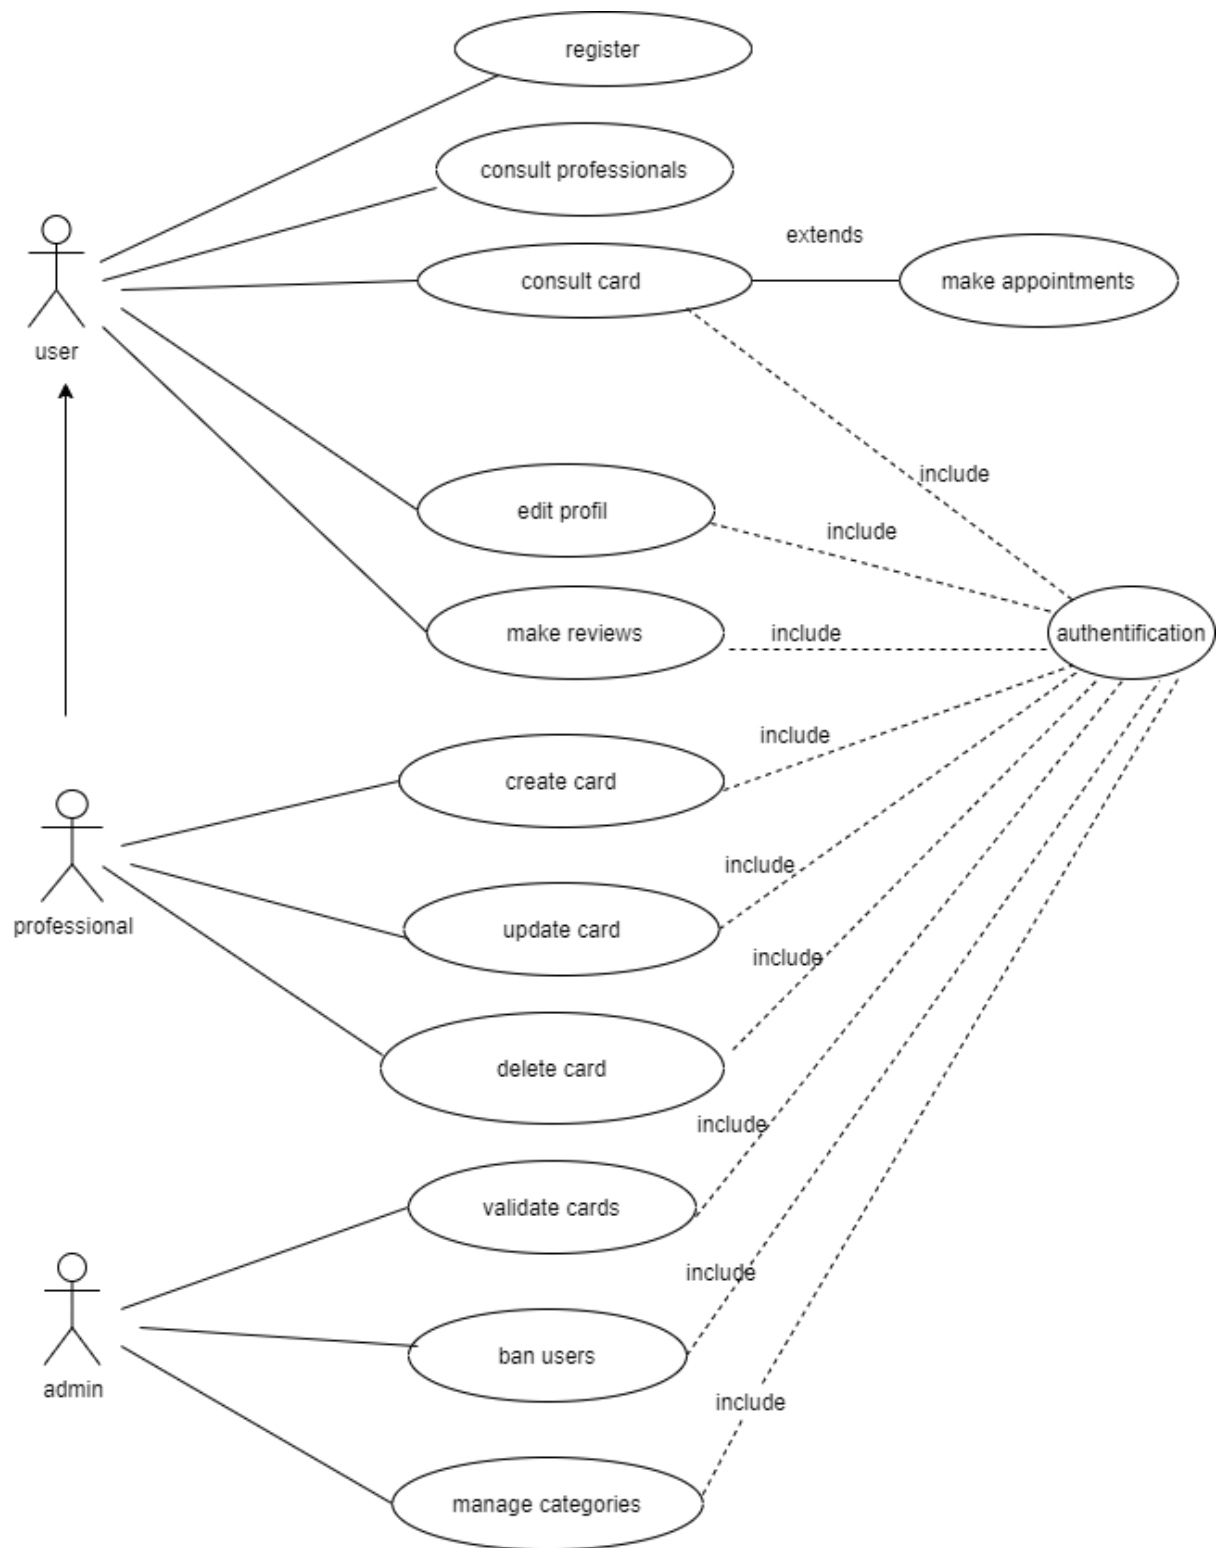 register
consult professionals
extends
consult card
make appointments
user
include
edit profil
include
make reviews
include
authentification
include
create card
include
professional
update card
include
delete card
include
validate cards
include
ban users
admin
include
manage categories